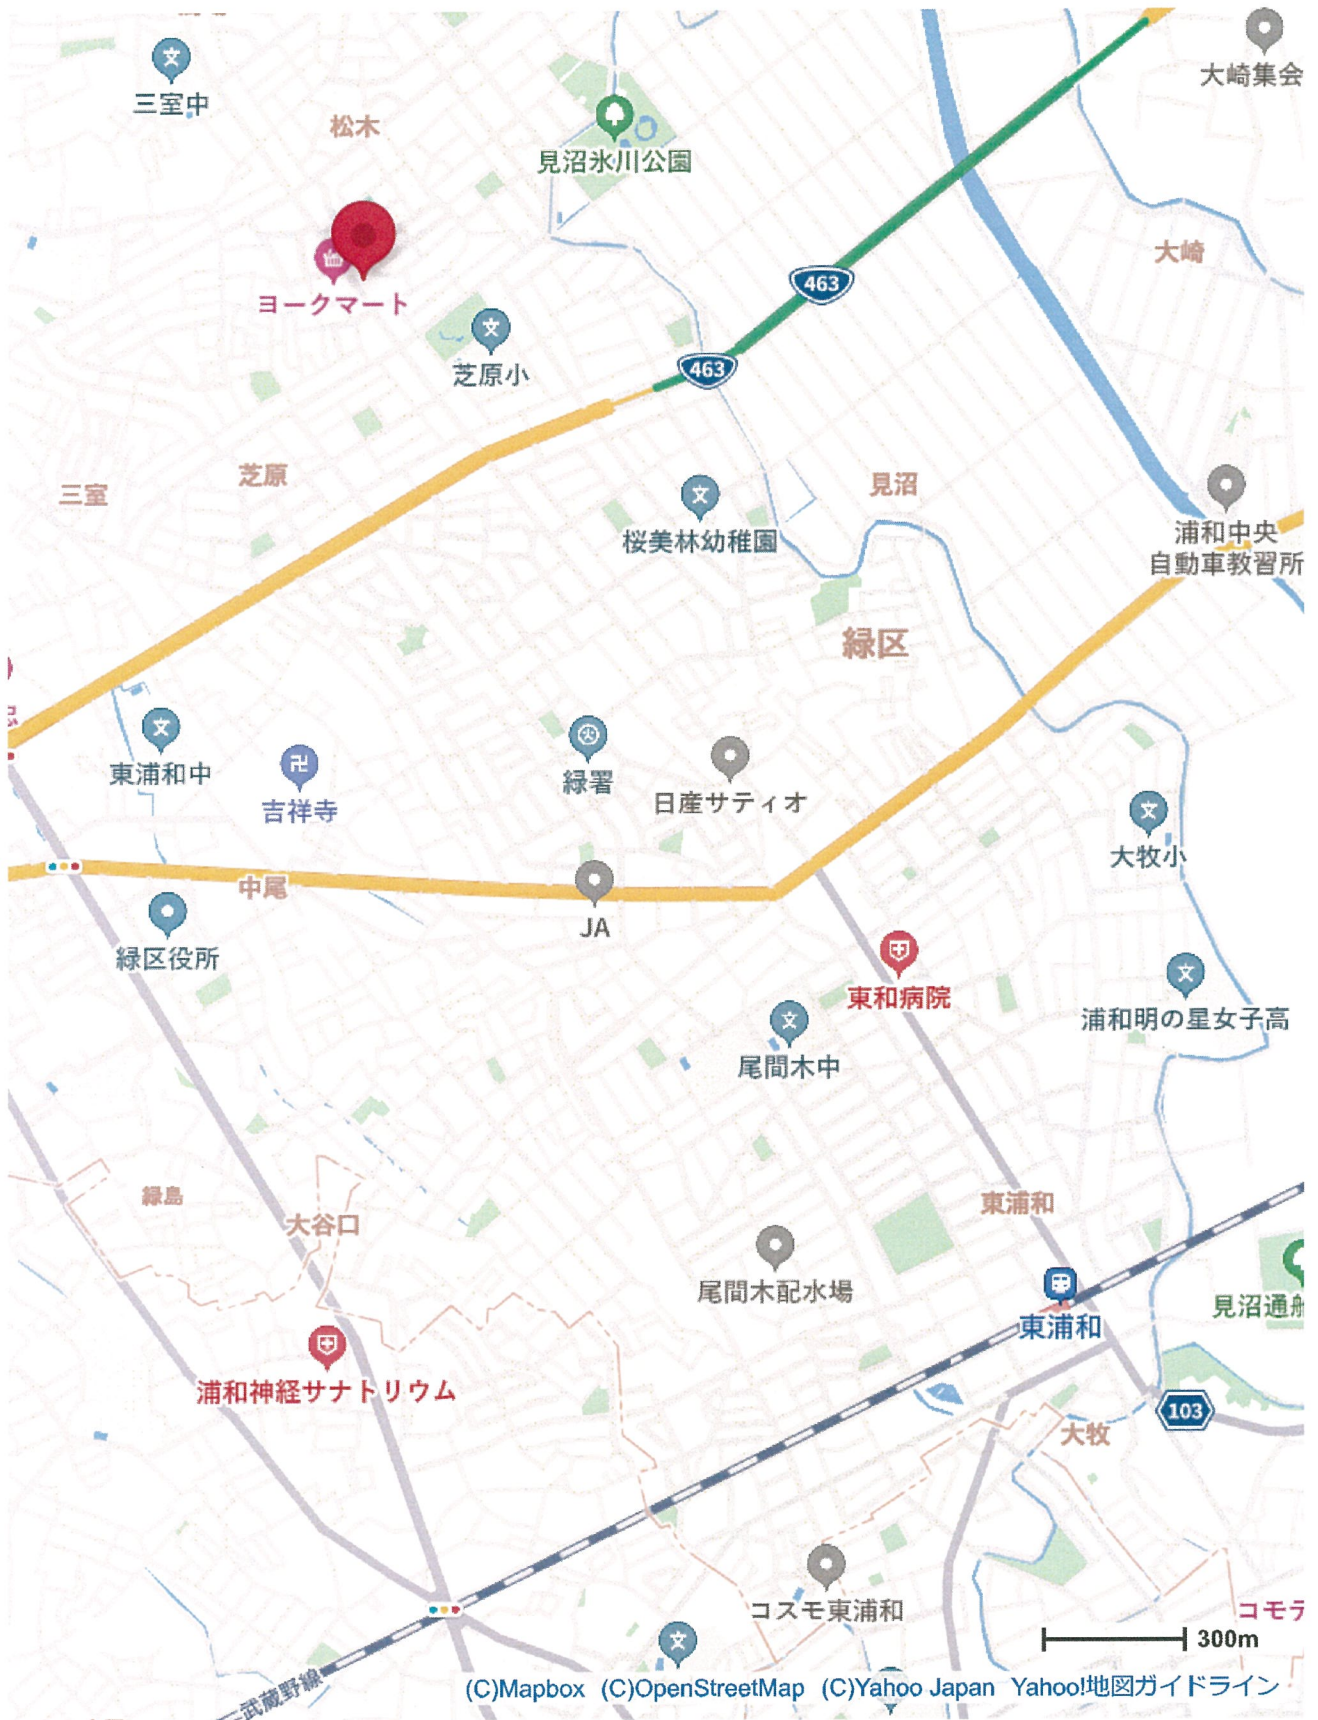 三室中
松木
見沼氷川公園
大崎集会
ヨークマート
463
大崎
芝原小
463
三室
芝原
見沼
桜美林幼稚園
浦和中央
自動車教習所
緑区
東浦和中
吉祥寺
緑署
日産サティオ
大牧小
中尾
JA
緑区役所
東和病院
浦和明の星女子高
尾間木中
緑島
大谷口
東浦和
尾間木配水場
東浦和
見沼通船
浦和神経サナトリウム
103
大牧
コスモ東浦和
コモデ
300m
武蔵野線
(C)Mapbox (C)OpenStreetMap (C)Yahoo Japan Yahoo!地図ガイドライン